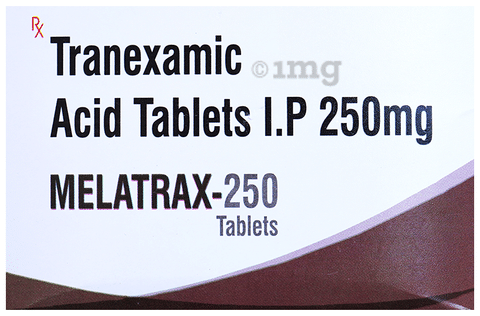 Rx
Tranexamic
©1mg
Acid Tablets I.P 250mg
MELATRAX-250
Tablets